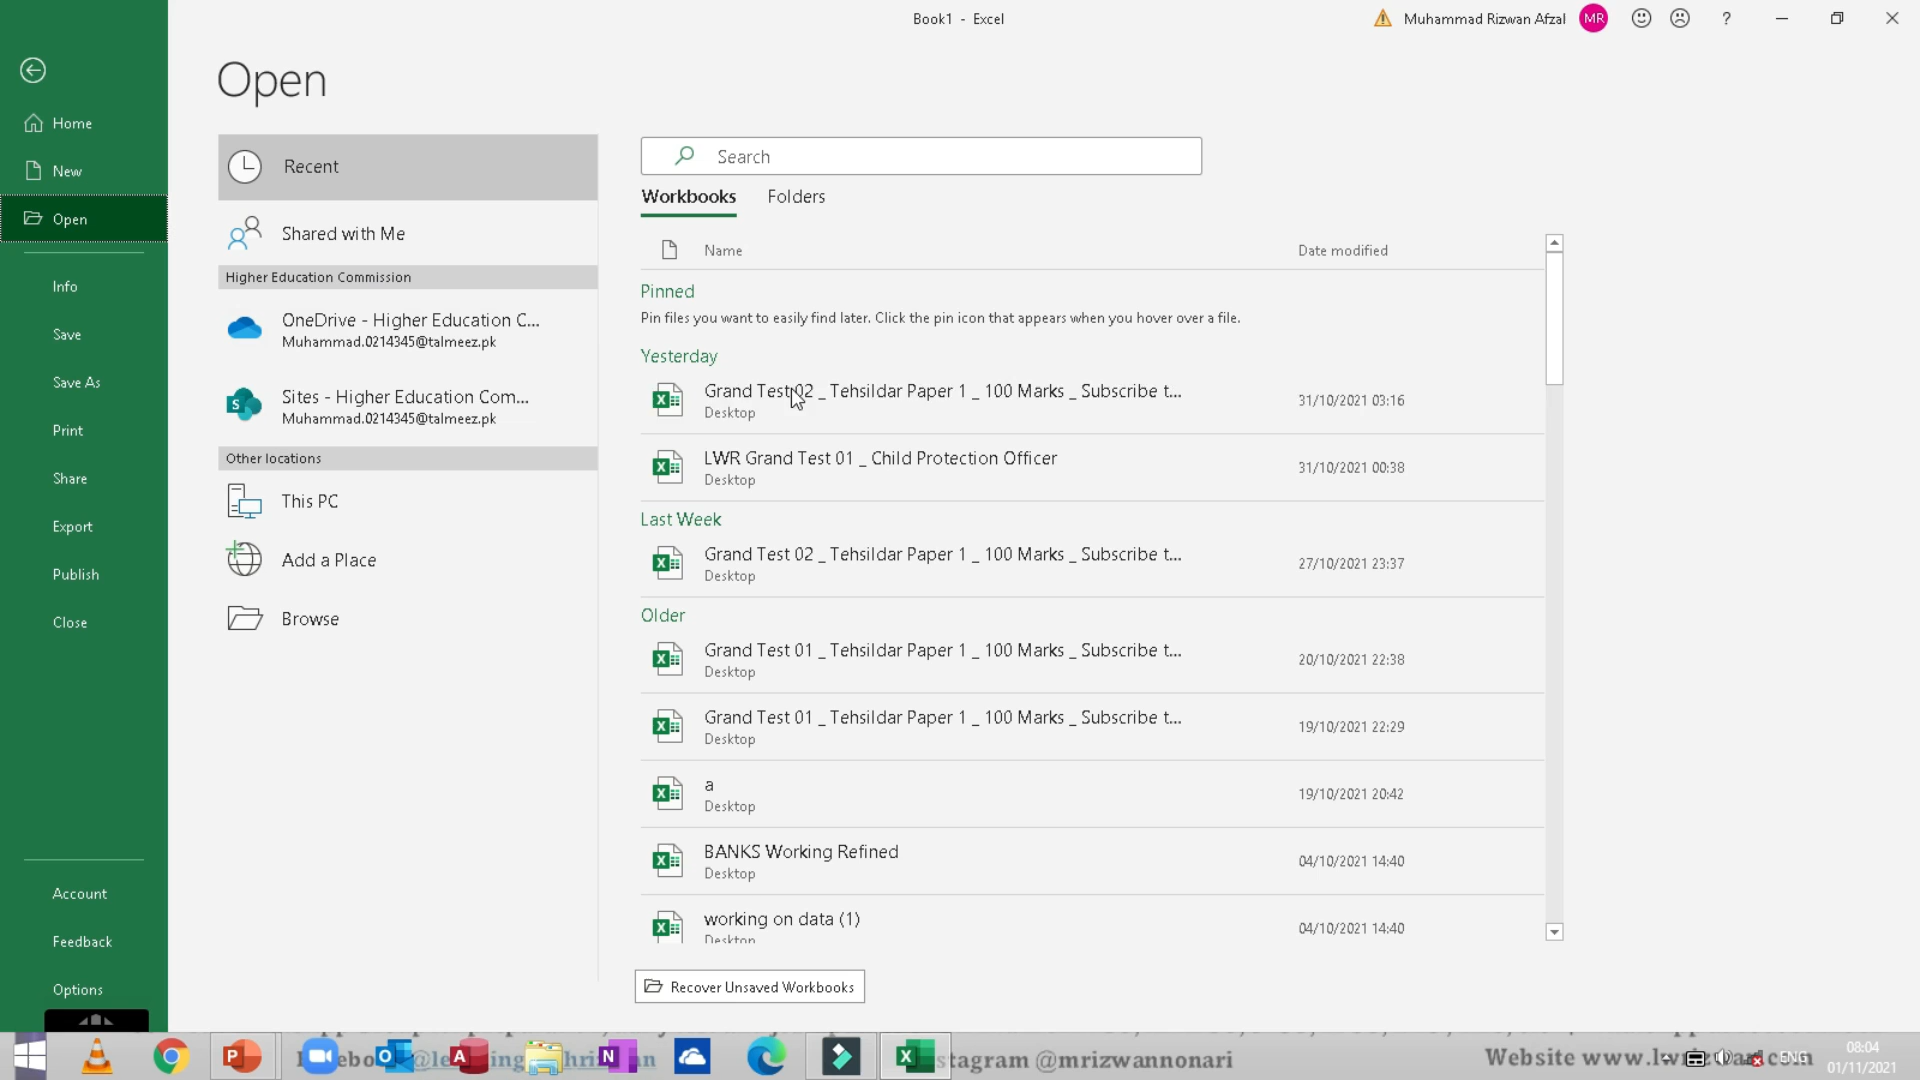 Book1 - Excel
Muhammad Rizwan Afzal
MR
?
Open
Home
New
Open
Info
Save
Save As
Print
Share
Export
Publish
Close
Account
Feedback
Options
Recent
Shared with Me
Higher Education Commission
OneDrive - Higher Education C...
Muhammad.0214345@talmeez.pk
Sites - Higher Education Com...
Muhammad.0214345@talmeez.pk
Other locations
This PC
Add a Place
Browse
Search
Workbooks Folders
Name Date modified
Pinned
Pin files you want to easily find later. Click the pin icon that appears when you hover over a file.
Yesterday
Grand Test 02 _ Tehsildar Paper 1 _ 100 Marks _ Subscribe t...
Desktop
31/10/2021 03:16
LWR Grand Test 01 _ Child Protection Officer
Desktop
31/10/2021 00:38
Last Week
Grand Test 02 _ Tehsildar Paper 1 _ 100 Marks _ Subscribe t...
Desktop
27/10/2021 23:37
Older
Grand Test 01 _ Tehsildar Paper 1 _ 100 Marks _ Subscribe t...
Desktop
20/10/2021 22:38
Grand Test 01 _ Tehsildar Paper 1 _ 100 Marks _ Subscribe t...
Desktop
19/10/2021 22:29
a
Desktop
19/10/2021 20:42
BANKS Working Refined
Desktop
04/10/2021 14:40
working on data (1)
Desktop
04/10/2021 14:40
Recover Unsaved Workbooks
@mrizwannonari
Website
ENG
08:04
01/11/2021